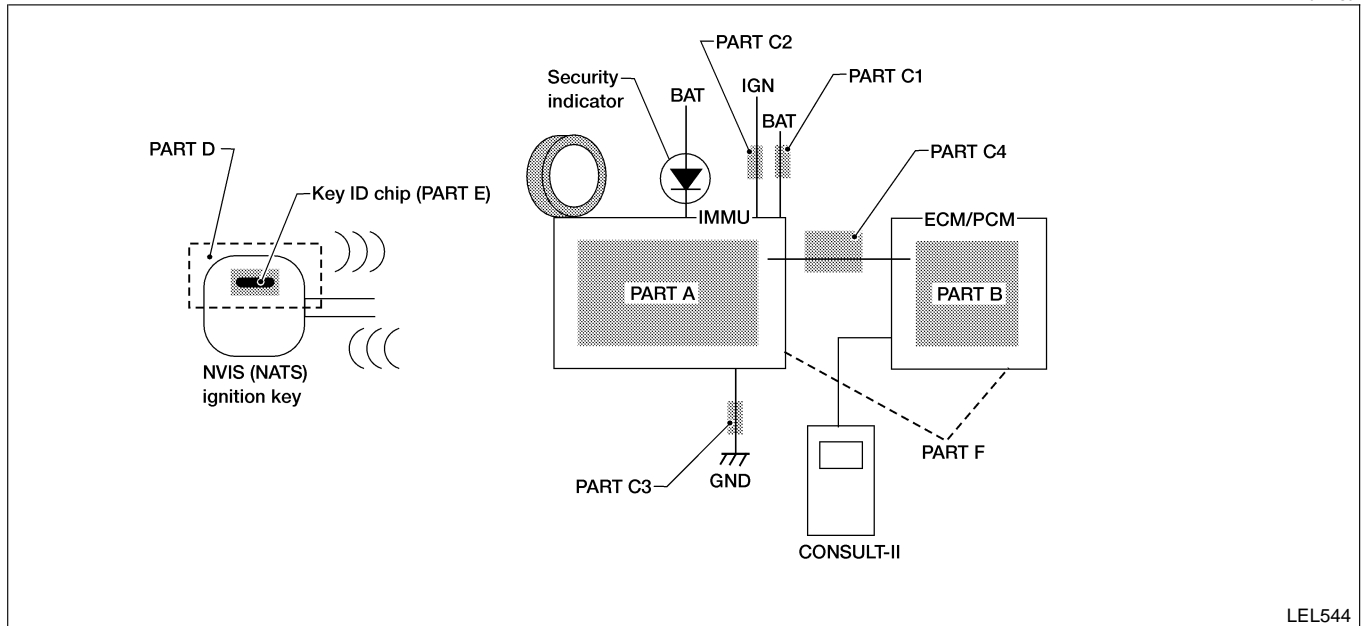 PART C2
Security
indicator
BAT
IGN
PART C1
BAT
PART D
PART C4
Key ID chip (PART E)
IMMU
ECM/PCM
PART A
PART B
NVIS (NATS)
ignition key
PART F
PART C3
GND
CONSULT-II
LEL544